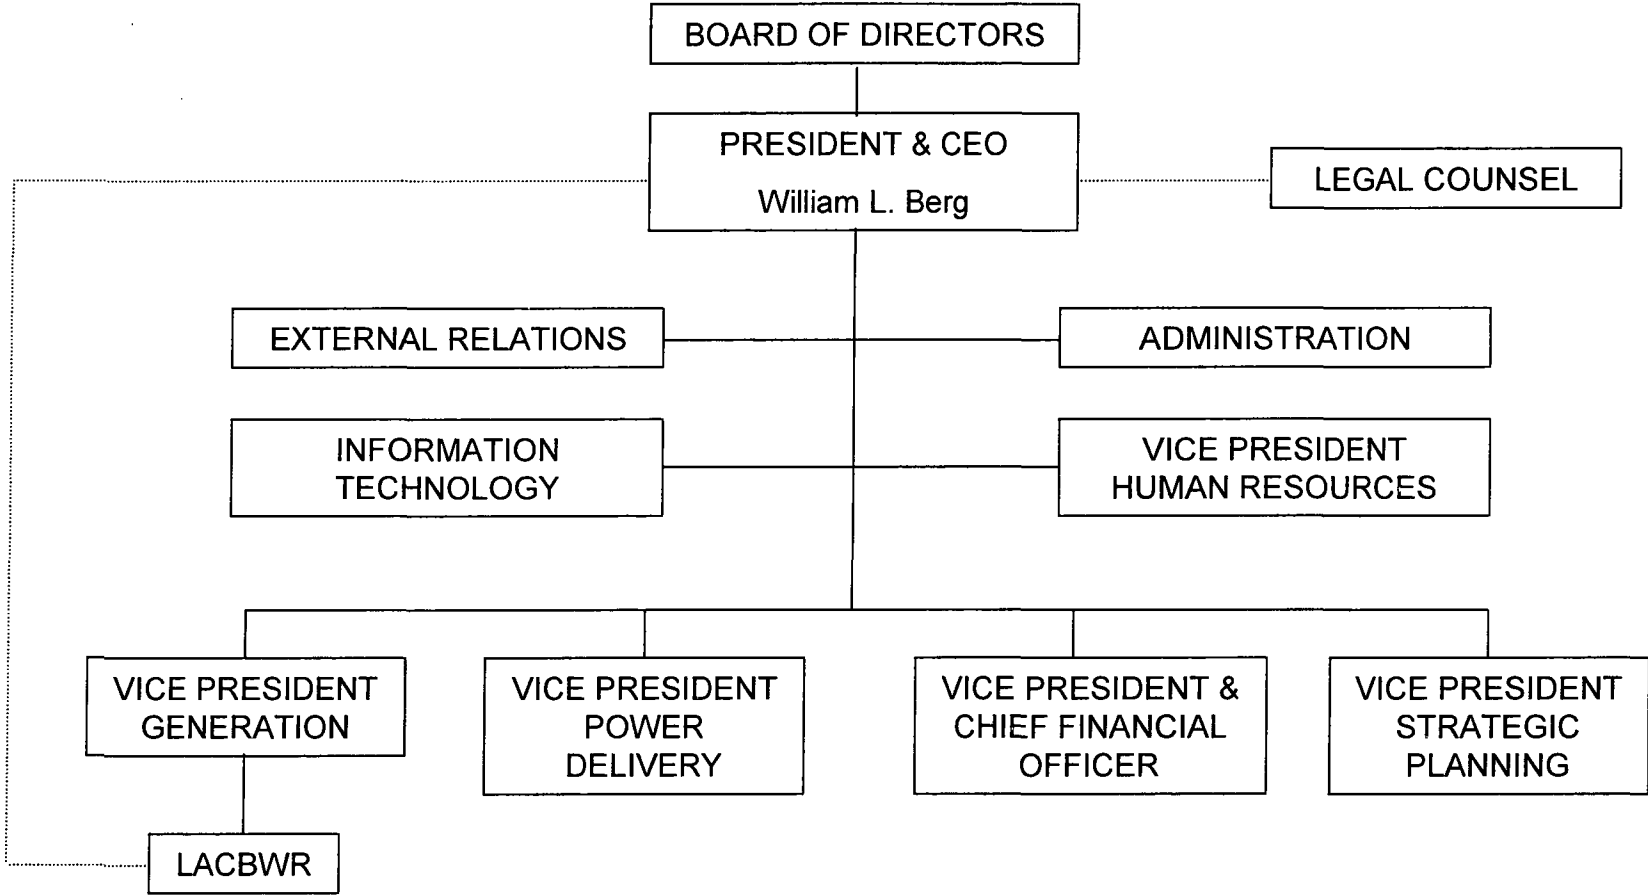 BOARD OF DIRECTORS
PRESIDENT & CEO
William L. Berg
LEGAL COUNSEL
EXTERNAL RELATIONS
ADMINISTRATION
INFORMATION
TECHNOLOGY
VICE PRESIDENT
HUMAN RESOURCES
VICE PRESIDENT
GENERATION
VICE PRESIDENT
POWER
DELIVERY
VICE PRESIDENT &
CHIEF FINANCIAL
OFFICER
VICE PRESIDENT
STRATEGIC
PLANNING
LACBWR